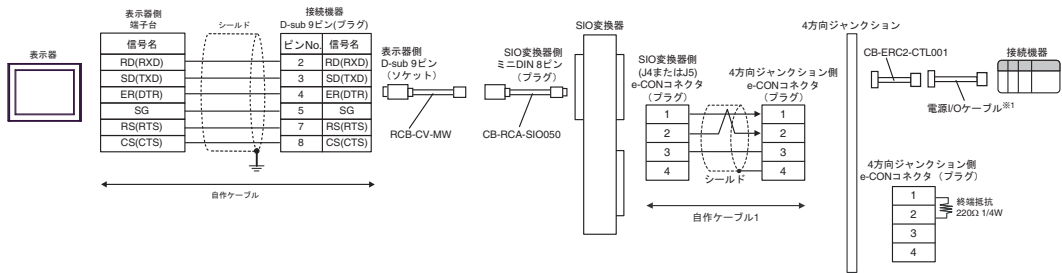 表示器
表示器側
端子台
信号名
RD(RXD)
SD(TXD)
ER(DTR)
SG
RS(RTS)
CS(CTS)
シールド
接続機器
D-sub 9ピン(プラグ)
ピンNo. 信号名
2 RD(RXD)
3 SD(TXD)
4 ER(DTR)
5 SG
7 RS(RTS)
8 CS(CTS)
自作ケーブル
表示器側
D-sub 9ピン
(ソケット)
RCB-CV-MW
SIO変換器側
ミニDIN 8ピン
(プラグ)
CB-RCA-SIO050
SIO変換器
SIO変換器側
(J4またはJ5)
e-CONコネクタ
(プラグ)
1
2
3
4
シールド
4方向ジャンクション側
e-CONコネクタ
(プラグ)
1
2
3
4
自作ケーブル1
4方向ジャンクション
CB-ERC2-CTL001
電源I/Oケーブル※1
接続機器
4方向ジャンクション側
e-CONコネクタ(プラグ)
1
2
3
4
終端抵抗
220Ω 1/4W